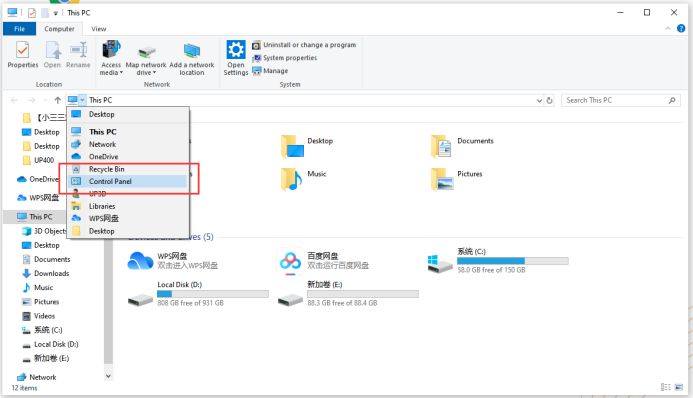 This PC
File Computer View
Properties Open Rename
Access media Map network drive Add a network location
Open Settings
Uninstall or change a program
System properties
Manage
Location Network System
This PC
Search This PC
Desktop
This PC
Network
OneDrive
Recycle Bin
Control Panel
UP3D
Libraries
WPS网盘
Desktop
Desktop
Desktop
UP400
OneDrive
WPS网盘
This PC
3D Objects
Desktop
Documents
Downloads
Music
Pictures
Videos
系统 (C:)
Local Disk (D:)
新加卷 (E:)
Network
Desktop
Documents
Music
Pictures
Devices and drives (5)
WPS网盘
双击进入WPS网盘
百度网盘
双击运行百度网盘
系统 (C:)
58.0 GB free of 150 GB
Local Disk (D:)
808 GB free of 931 GB
新加卷 (E:)
88.3 GB free of 88.4 GB
12 items